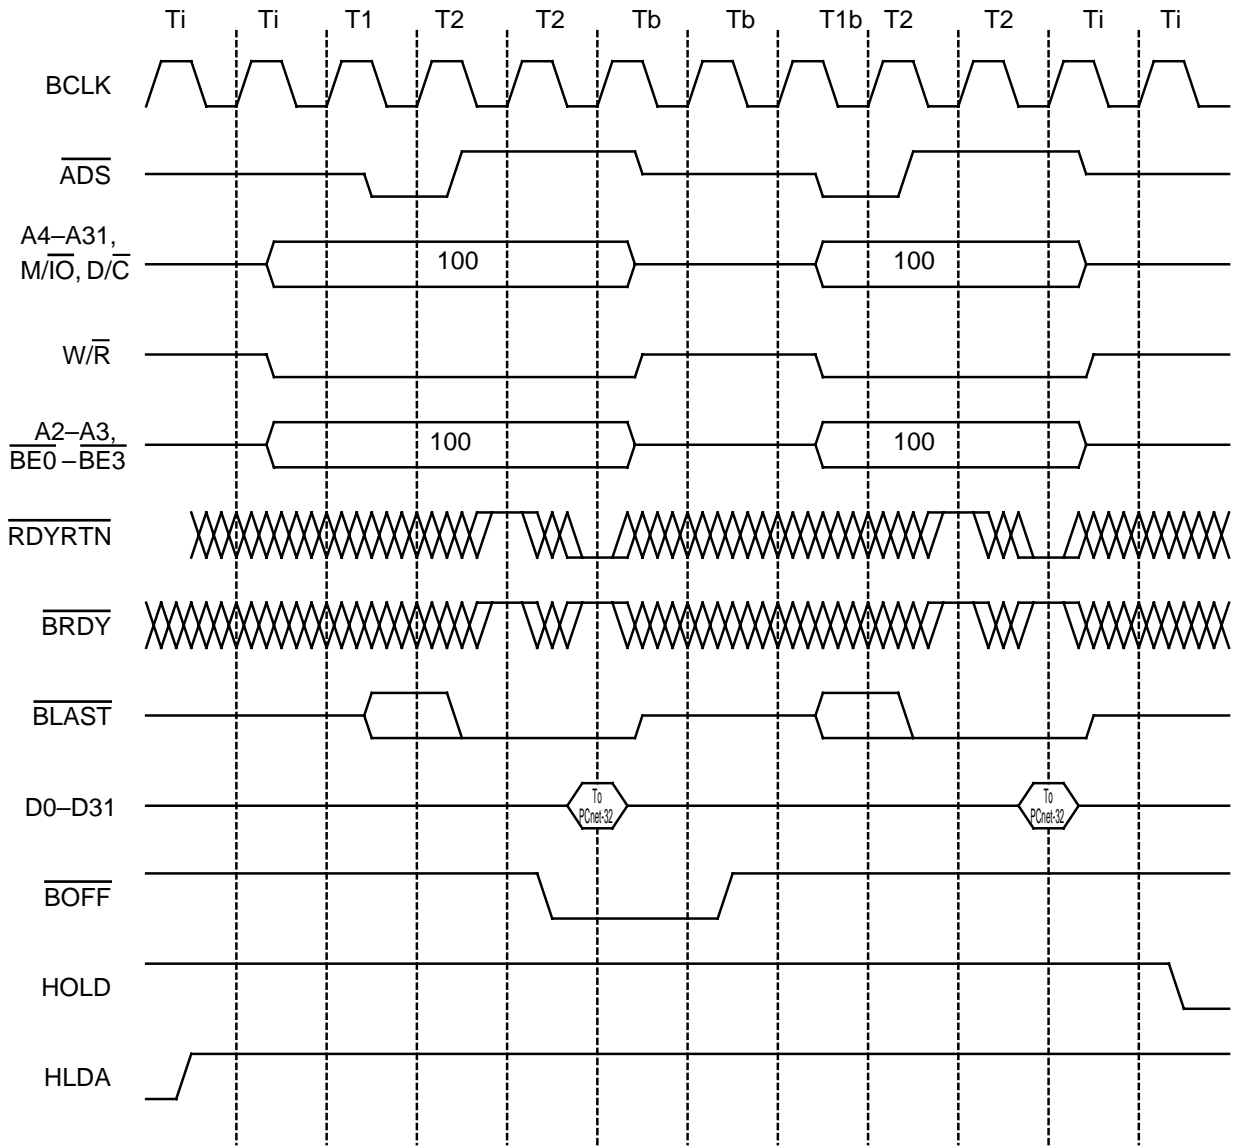 Ti Ti T1 T2 T2 Tb Tb T1b T2 T2 Ti Ti
BCLK
ADS
A4–A31,
M/IO, D/C
100 100
W/R
A2–A3,
BE0 – BE3
100 100
RDYRTN
BRDY
BLAST
D0–D31
To
PCnet-32
To
PCnet-32
BOFF
HOLD
HLDA